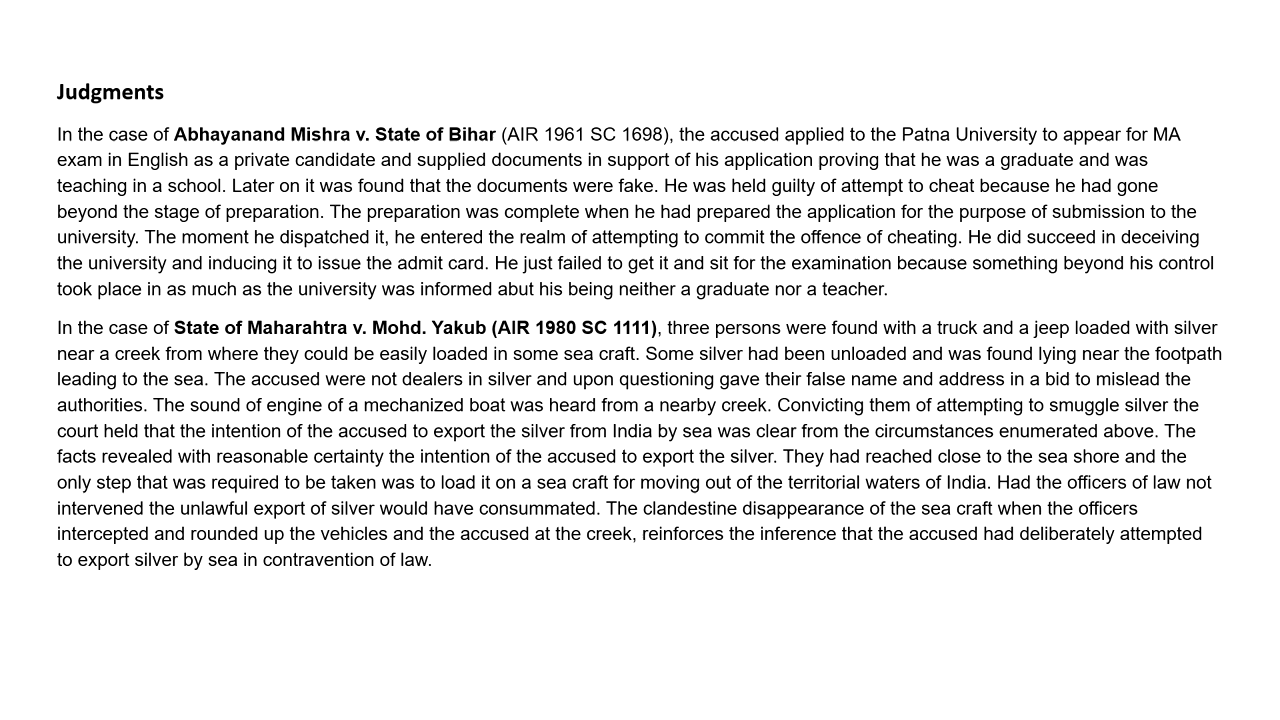 Judgments
In the case of Abhayanand Mishra v. State of Bihar (AIR 1961 SC 1698), the accused applied to the Patna University to appear for MA
exam in English as a private candidate and supplied documents in support of his application proving that he was a graduate and was
teaching in a school. Later on it was found that the documents were fake. He was held guilty of attempt to cheat because he had gone
beyond the stage of preparation. The preparation was complete when he had prepared the application for the purpose of submission to the
university. The moment he dispatched it, he entered the realm of attempting to commit the offence of cheating. He did succeed in deceiving
the university and inducing it to issue the admit card. He just failed to get it and sit for the examination because something beyond his control
took place in as much as the university was informed abut his being neither a graduate nor a teacher.
In the case of State of Maharahtra v. Mohd. Yakub (AIR 1980 SC 1111), three persons were found with a truck and a jeep loaded with silver
near a creek from where they could be easily loaded in some sea craft. Some silver had been unloaded and was found lying near the footpath
leading to the sea. The accused were not dealers in silver and upon questioning gave their false name and address in a bid to mislead the
authorities. The sound of engine of a mechanized boat was heard from a nearby creek. Convicting them of attempting to smuggle silver the
court held that the intention of the accused to export the silver from India by sea was clear from the circumstances enumerated above. The
facts revealed with reasonable certainty the intention of the accused to export the silver. They had reached close to the sea shore and the
only step that was required to be taken was to load it on a sea craft for moving out of the territorial waters of India. Had the officers of law not
intervened the unlawful export of silver would have consummated. The clandestine disappearance of the sea craft when the officers
intercepted and rounded up the vehicles and the accused at the creek, reinforces the inference that the accused had deliberately attempted
to export silver by sea in contravention of law.